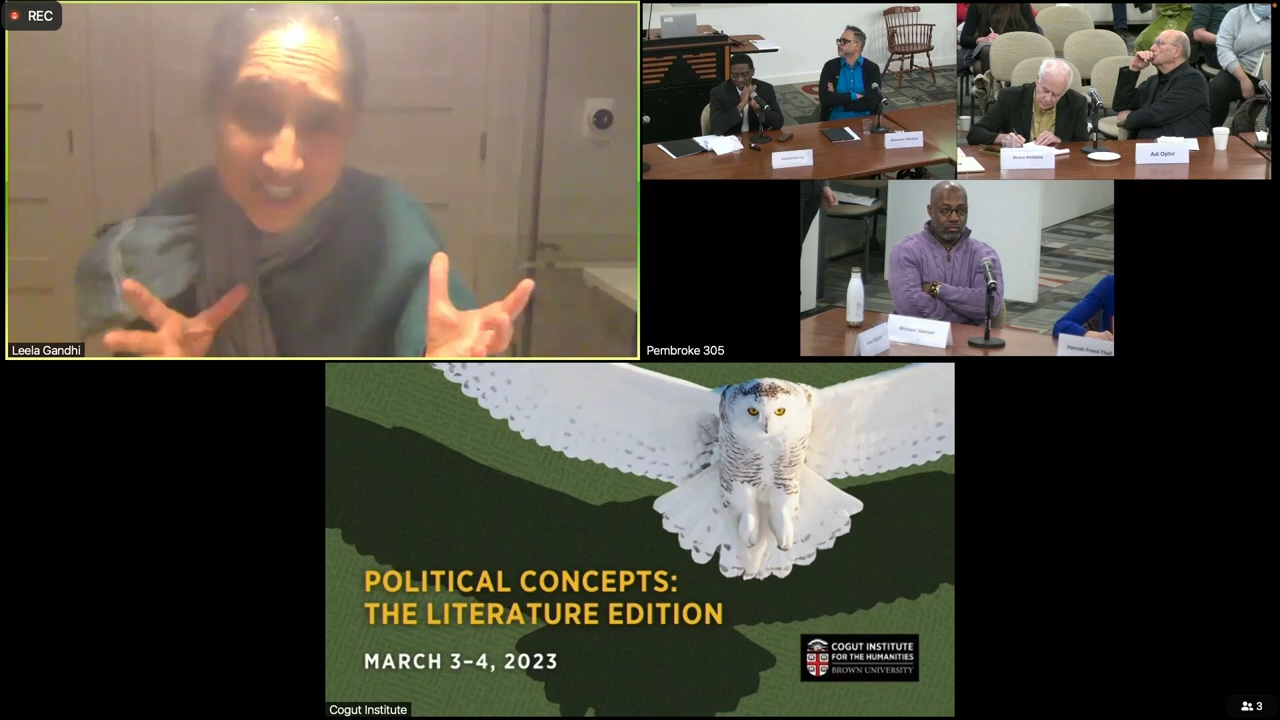 REC
Leela Gandhi
Bruce Robbins
Adi Ophir
Pembroke 305
Michael Sawyer
POLITICAL CONCEPTS:
THE LITERATURE EDITION
MARCH 3–4, 2023
COGUT INSTITUTE
FOR THE HUMANITIES
BROWN UNIVERSITY
Cogut Institute
3